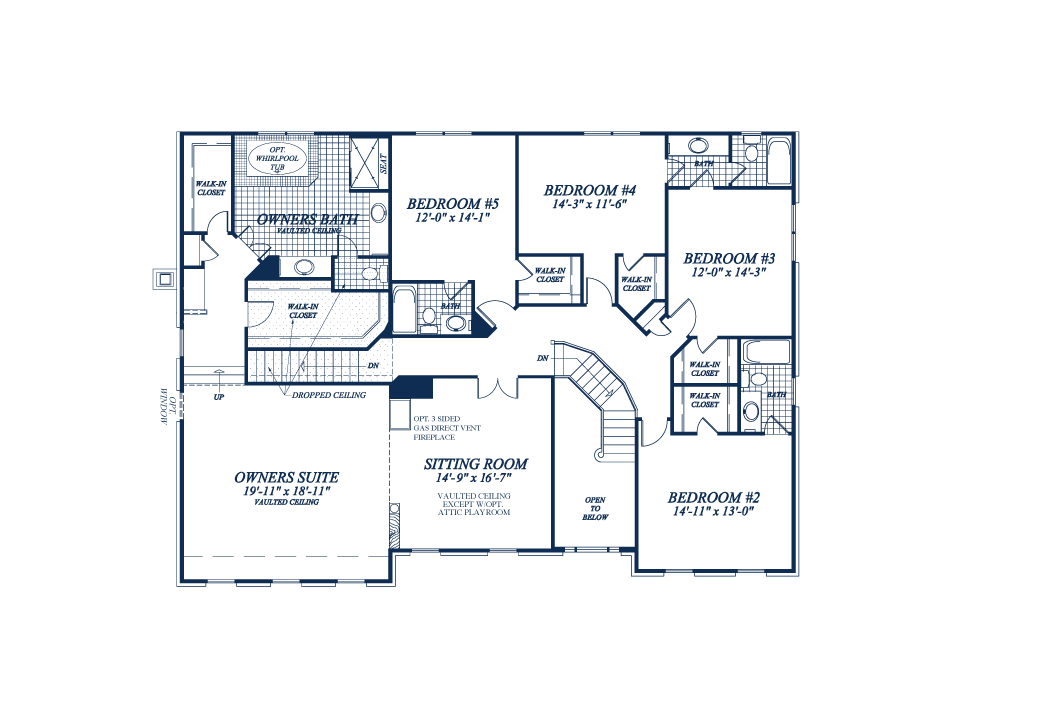 OPT.
WHIRLPOOL
TUB
SEAT
WALK-IN
CLOSET
OWNERS BATH
VAULTED CEILING
BEDROOM #5
12'-0" x 14'-1"
BEDROOM #4
14'-3" x 11'-6"
BATH
BEDROOM #3
12'-0" x 14'-3"
WALK-IN
CLOSET
WALK-IN
CLOSET
WALK-IN
CLOSET
BATH
DN
DN
WALK-IN
CLOSET
WALK-IN
CLOSET
BATH
UP
DROPPED CEILING
OPT.
WINDOW
OPT. 3 SIDED
GAS DIRECT VENT
FIREPLACE
OWNERS SUITE
19'-11" x 18'-11"
VAULTED CEILING
SITTING ROOM
14'-9" x 16'-7"
VAULTED CEILING
EXCEPT W/OPT.
ATTIC PLAYROOM
OPEN
TO
BELOW
BEDROOM #2
14'-11" x 13'-0"